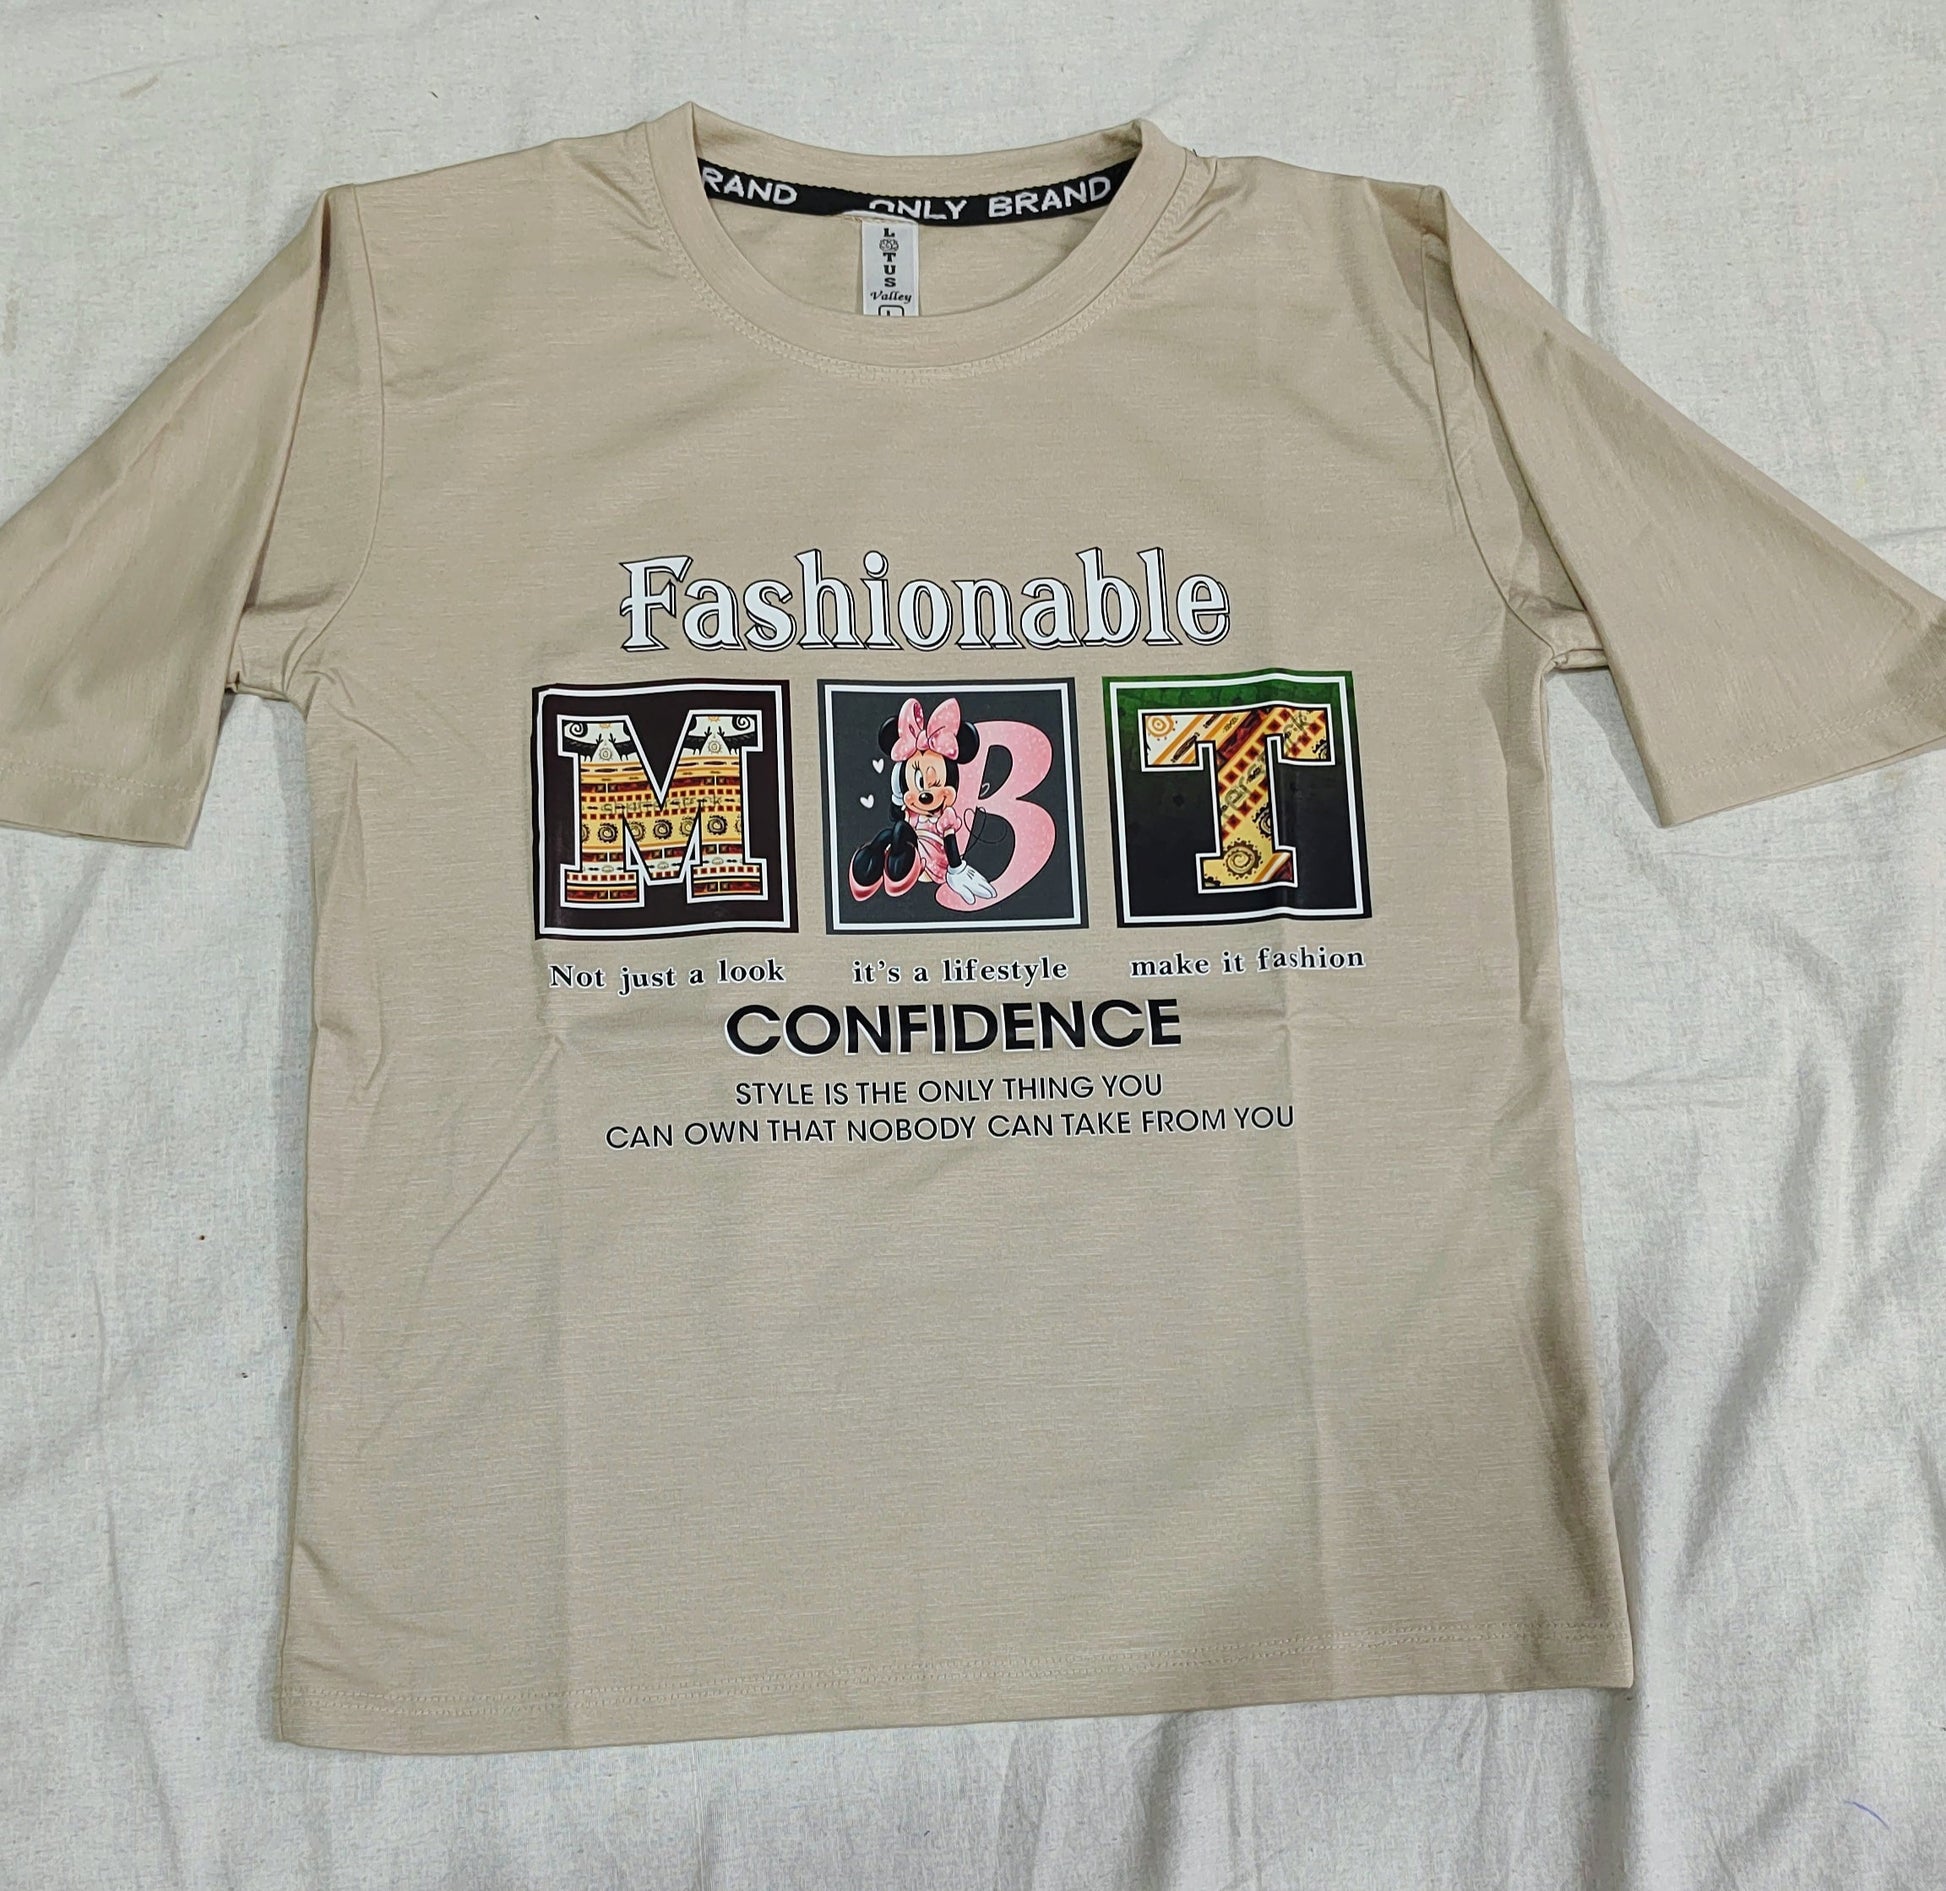 RAND ONLY BRAND
LOTUS
Valley
L
Fashionable
M B T
Not just a look it's a lifestyle make it fashion
CONFIDENCE
STYLE IS THE ONLY THING YOU
CAN OWN THAT NOBODY CAN TAKE FROM YOU